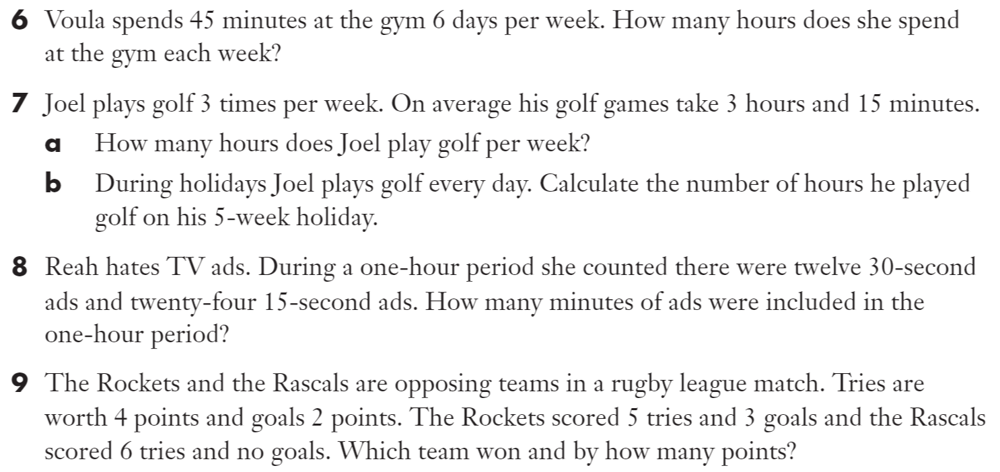 6 Voula spends 45 minutes at the gym 6 days per week. How many hours does she spend
at the gym each week?
7 Joel plays golf 3 times per week. On average his golf games take 3 hours and 15 minutes.
a How many hours does Joel play golf per week?
b During holidays Joel plays golf every day. Calculate the number of hours he played
golf on his 5-week holiday.
8 Reah hates TV ads. During a one-hour period she counted there were twelve 30-second
ads and twenty-four 15-second ads. How many minutes of ads were included in the
one-hour period?
9 The Rockets and the Rascals are opposing teams in a rugby league match. Tries are
worth 4 points and goals 2 points. The Rockets scored 5 tries and 3 goals and the Rascals
scored 6 tries and no goals. Which team won and by how many points?